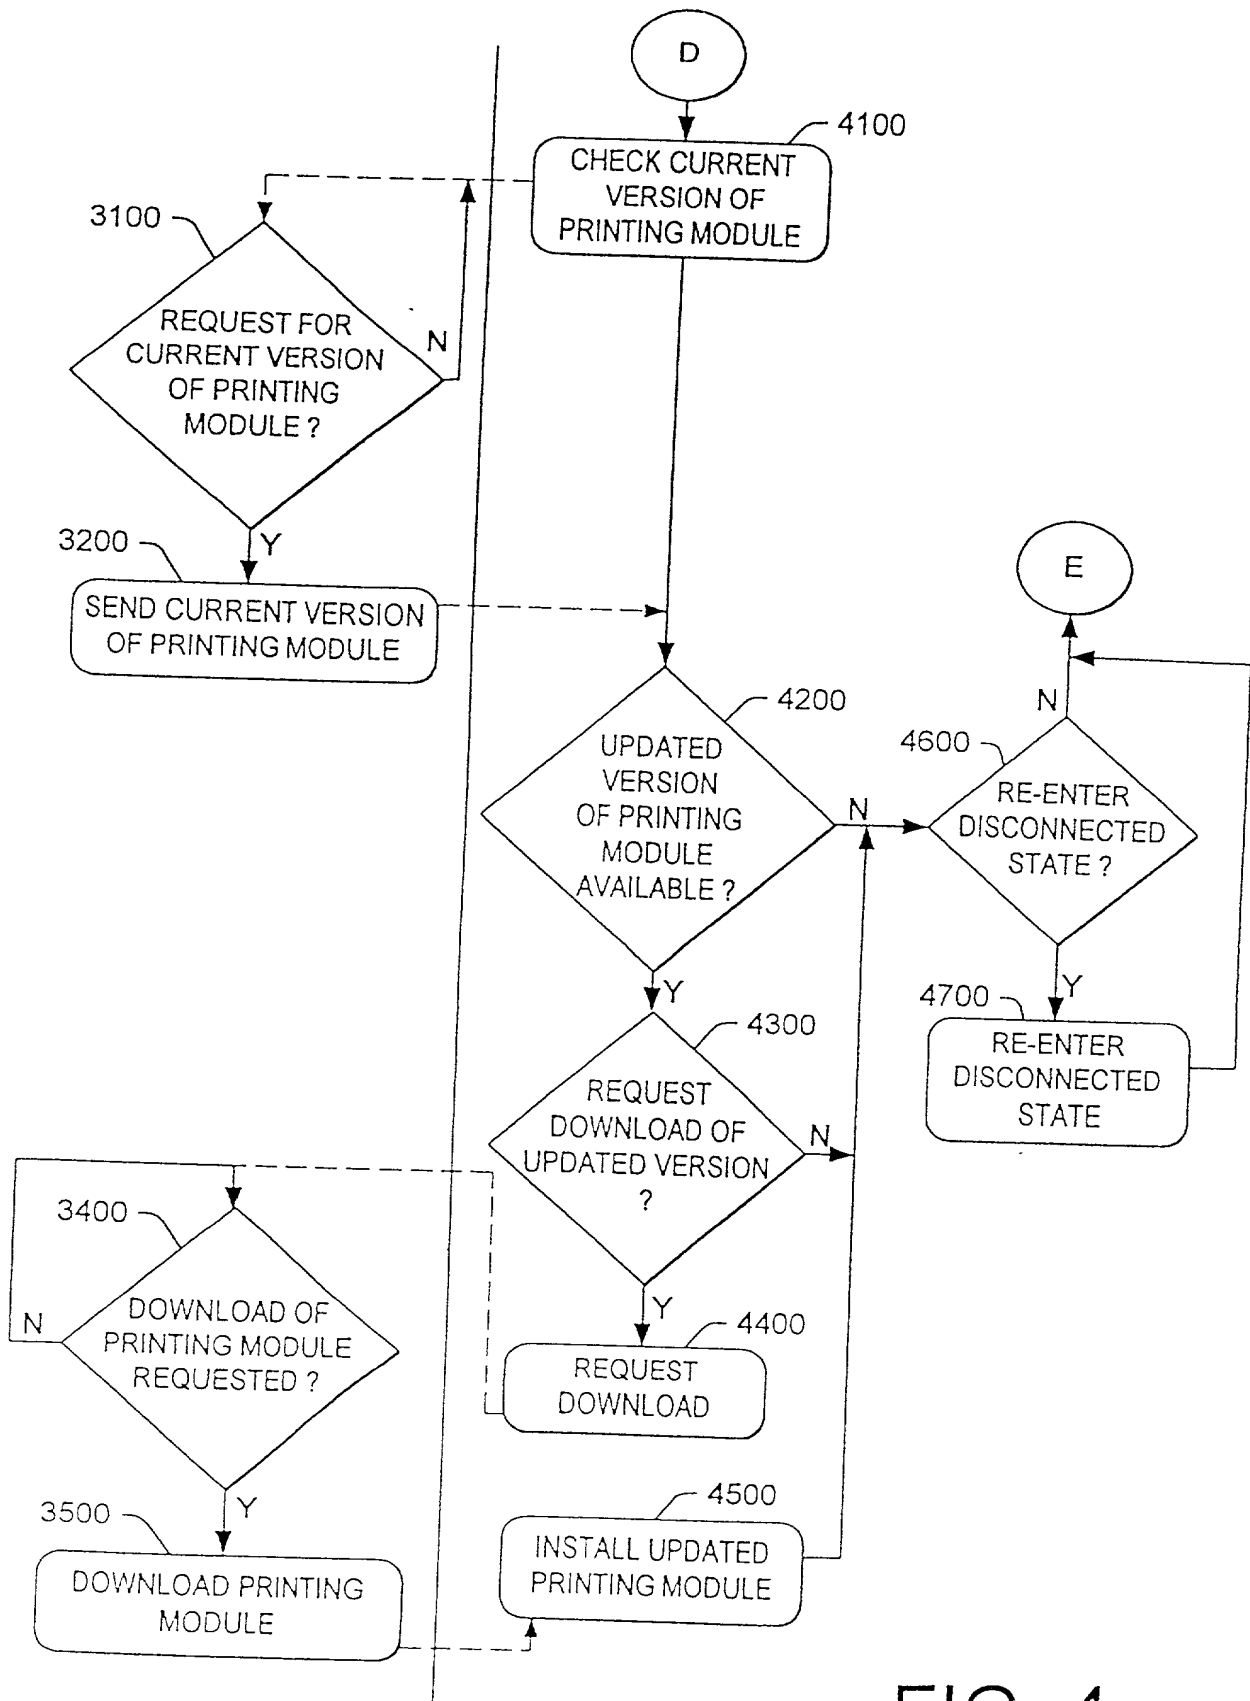 D
4100
CHECK CURRENT
VERSION OF
PRINTING MODULE
3100
REQUEST FOR
CURRENT VERSION
OF PRINTING
MODULE ?
N
Y
3200
SEND CURRENT VERSION
OF PRINTING MODULE
E
4200
UPDATED
VERSION
OF PRINTING
MODULE
AVAILABLE ?
N
Y
N
4600
RE-ENTER
DISCONNECTED
STATE ?
Y
4700
RE-ENTER
DISCONNECTED
STATE
4300
REQUEST
DOWNLOAD OF
UPDATED VERSION
?
N
Y
3400
DOWNLOAD OF
PRINTING MODULE
REQUESTED ?
N
Y
4400
REQUEST
DOWNLOAD
3500
DOWNLOAD PRINTING
MODULE
4500
INSTALL UPDATED
PRINTING MODULE
FIG. 4